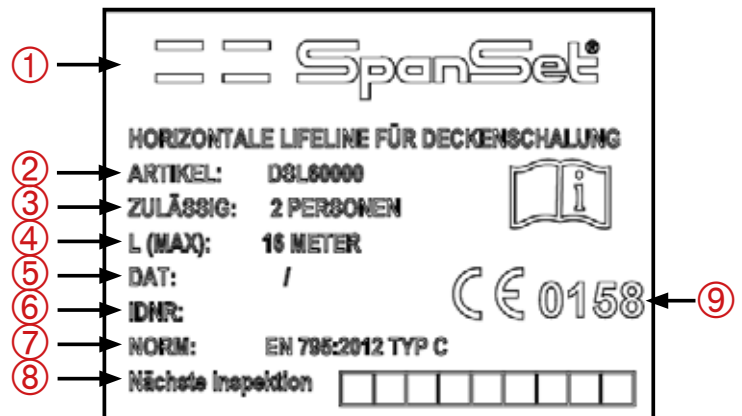 ① SpanSet®
HORIZONTALE LIFELINE FÜR DECKENSCHALUNG
② ARTIKEL: DSL60000
③ ZULÄSSIG: 2 PERSONEN
④ L (MAX): 16 METER
⑤ DAT: /
⑥ IDNR:
CE 0158 ⑨
⑦ NORM: EN 795:2012 TYP C
⑧ Nächste Inspektion